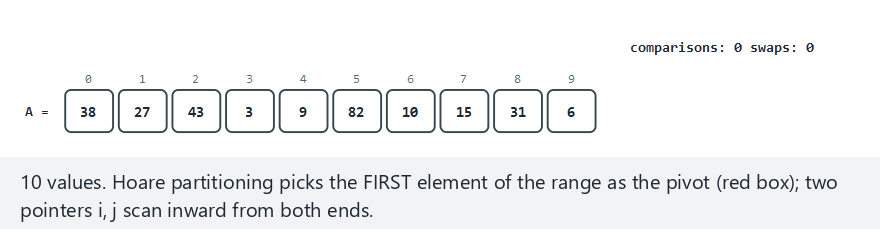 comparisons: 0 swaps: 0
0 1 2 3 4 5 6 7 8 9
A = 38 27 43 3 9 82 10 15 31 6
10 values. Hoare partitioning picks the FIRST element of the range as the pivot (red box); two
pointers i, j scan inward from both ends.